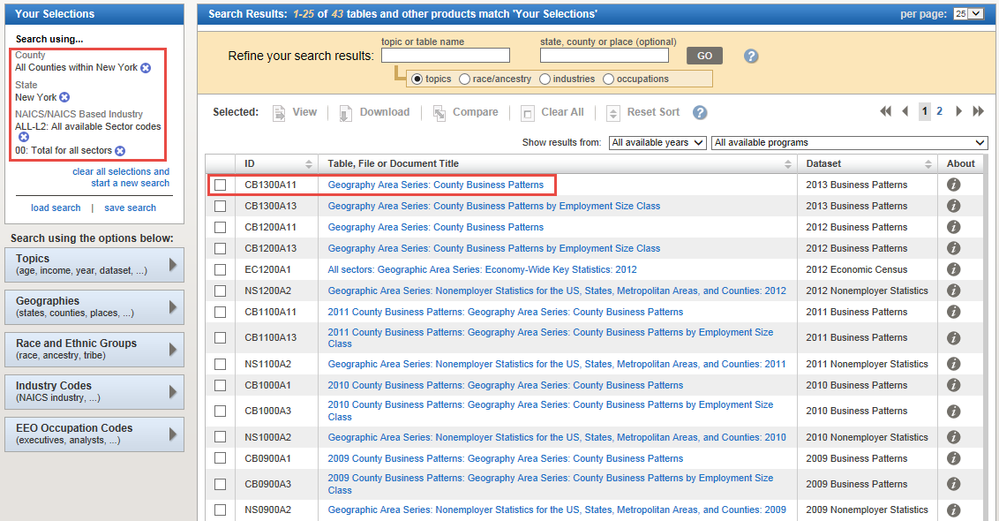 Your Selections
Search using...
County
All Counties within New York
State
New York
NAICS/NAICS Based Industry
ALL-L2: All available Sector codes
00: Total for all sectors
clear all selections and
start a new search
load search | save search
Search using the options below:
Topics
(age, income, year, dataset, ...)
Geographies
(states, counties, places, ...)
Race and Ethnic Groups
(race, ancestry, tribe)
Industry Codes
(NAICS industry, ...)
EEO Occupation Codes
(executives, analysts, ...)
Search Results: 1-25 of 43 tables and other products match 'Your Selections' per page: 25
topic or table name state, county or place (optional)
Refine your search results: GO ?
topics race/ancestry industries occupations
Selected: View | Download | Compare | Clear All | Reset Sort ? 1 2
Show results from: All available years All available programs
ID Table, File or Document Title Dataset About
CB1300A11 Geography Area Series: County Business Patterns 2013 Business Patterns i
CB1300A13 Geography Area Series: County Business Patterns by Employment Size Class 2013 Business Patterns i
CB1200A11 Geography Area Series: County Business Patterns 2012 Business Patterns i
CB1200A13 Geography Area Series: County Business Patterns by Employment Size Class 2012 Business Patterns i
EC1200A1 All sectors: Geographic Area Series: Economy-Wide Key Statistics: 2012 2012 Economic Census i
NS1200A2 Geographic Area Series: Nonemployer Statistics for the US, States, Metropolitan Areas, and Counties: 2012 2012 Nonemployer Statistics i
CB1100A11 2011 County Business Patterns: Geography Area Series: County Business Patterns 2011 Business Patterns i
CB1100A13 2011 County Business Patterns: Geography Area Series: County Business Patterns by Employment Size
Class 2011 Business Patterns i
NS1100A2 Geographic Area Series: Nonemployer Statistics for the US, States, Metropolitan Areas, and Counties: 2011 2011 Nonemployer Statistics i
CB1000A1 2010 County Business Patterns: Geography Area Series: County Business Patterns 2010 Business Patterns i
CB1000A3 2010 County Business Patterns: Geography Area Series: County Business Patterns by Employment Size
Class 2010 Business Patterns i
NS1000A2 Geographic Area Series: Nonemployer Statistics for the US, States, Metropolitan Areas, and Counties: 2010 2010 Nonemployer Statistics i
CB0900A1 2009 County Business Patterns: Geography Area Series: County Business Patterns 2009 Business Patterns i
CB0900A3 2009 County Business Patterns: Geography Area Series: County Business Patterns by Employment Size
Class 2009 Business Patterns i
NS0900A2 Geographic Area Series: Nonemployer Statistics for the US, States, Metropolitan Areas, and Counties: 2009 2009 Nonemployer Statistics i